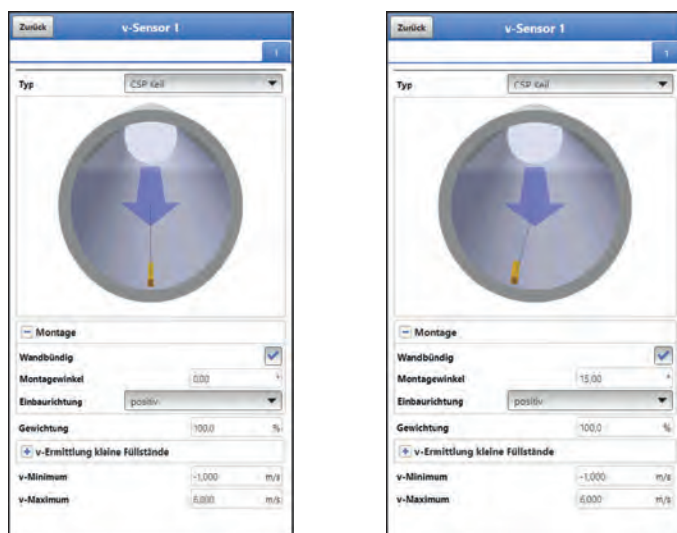 Zurück v-Sensor 1
1
Typ CSP Keil
Montage
Wandbündig
Montagewinkel 0,00 °
Einbaurichtung positiv
Gewichtung 100,0 %
v-Ermittlung kleine Füllstände
v-Minimum -1,000 m/s
v-Maximum 6,000 m/s
Zurück v-Sensor 1
1
Typ CSP Keil
Montage
Wandbündig
Montagewinkel 15,00 °
Einbaurichtung positiv
Gewichtung 100,0 %
v-Ermittlung kleine Füllstände
v-Minimum -1,000 m/s
v-Maximum 6,000 m/s